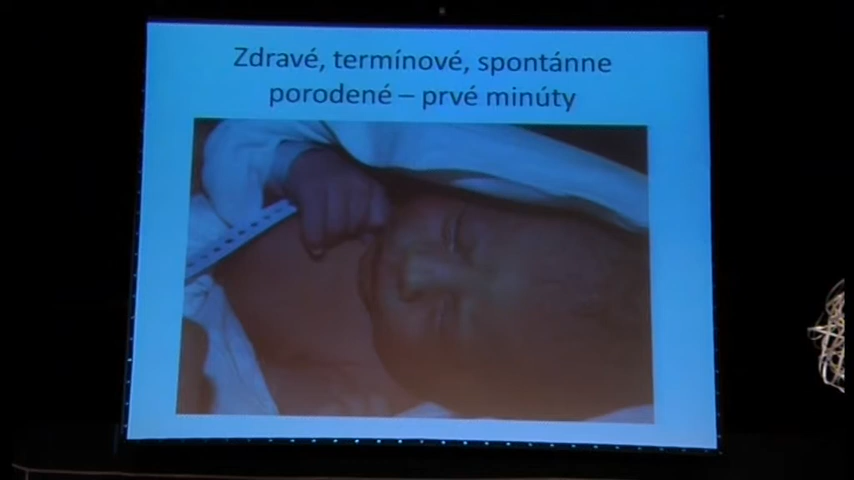 Zdravé, termínové, spontánne
porodené – prvé minúty